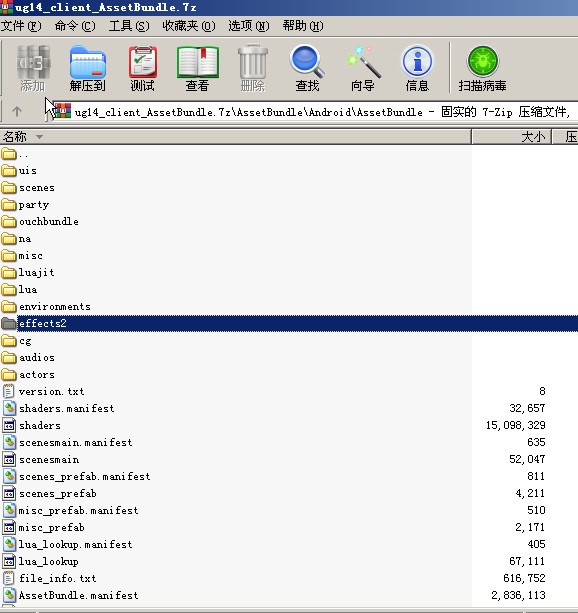 ug14_client_AssetBundle.7z
文件(F) 命令(C) 工具(S) 收藏夹(O) 选项(N) 帮助(H)
添加 解压到 测试 查看 删除 查找 向导 信息 扫描病毒
ug14_client_AssetBundle.7z\AssetBundle\Android\AssetBundle - 固实的 7-Zip 压缩文件,
名称 大小 压
..
uis
scenes
party
ouchbundle
na
misc
luajit
lua
environments
effects2
cg
audios
actors
version.txt 8
shaders.manifest 32,657
shaders 15,098,329
scenesmain.manifest 635
scenesmain 52,047
scenes_prefab.manifest 811
scenes_prefab 4,211
misc_prefab.manifest 510
misc_prefab 2,171
lua_lookup.manifest 405
lua_lookup 67,111
file_info.txt 616,752
AssetBundle.manifest 2,836,113